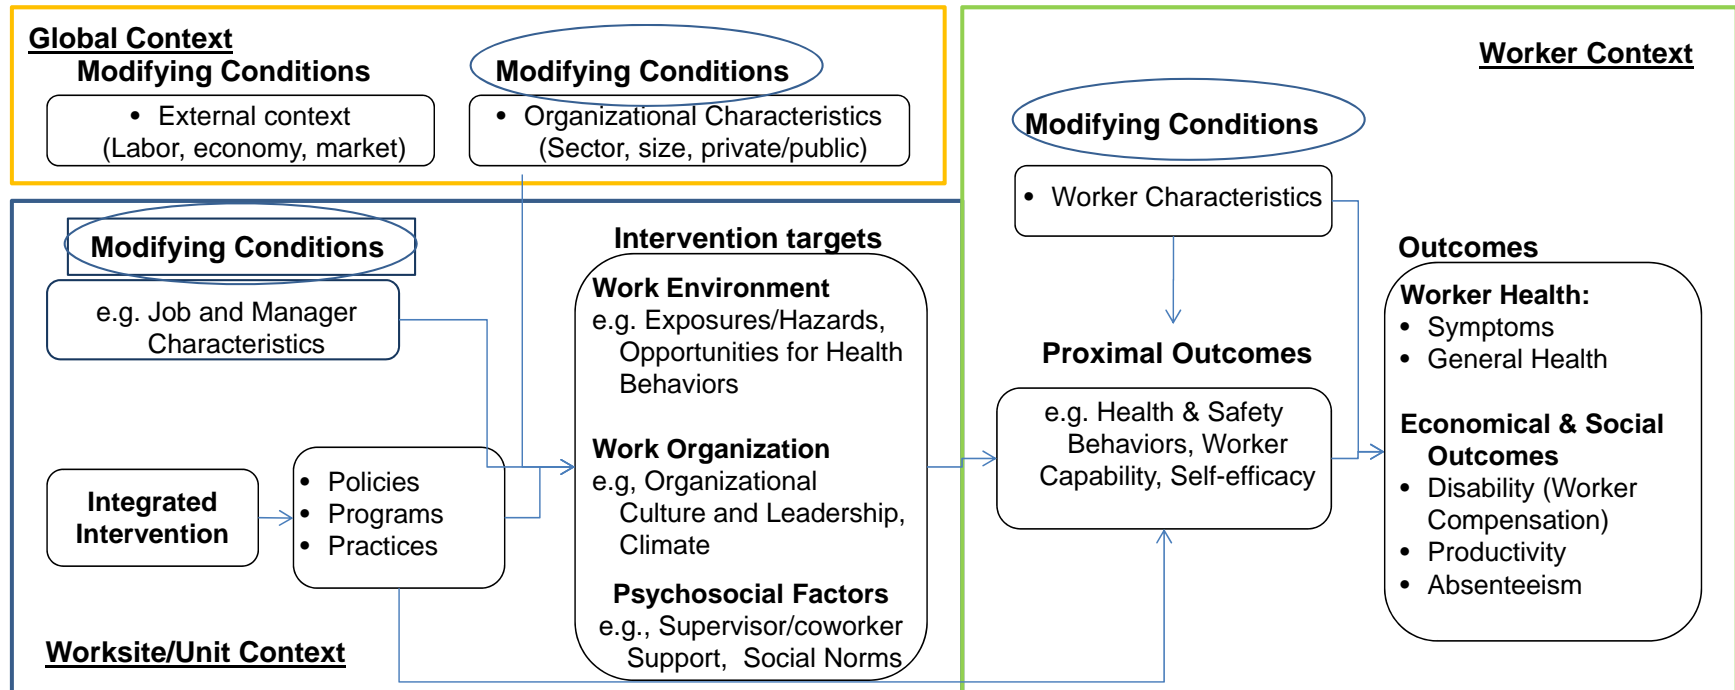 Global Context
Modifying Conditions
• External context
(Labor, economy, market)
Modifying Conditions
• Organizational Characteristics
(Sector, size, private/public)
Worker Context
Modifying Conditions
• Worker Characteristics
Modifying Conditions
e.g. Job and Manager
Characteristics
Integrated
Intervention
• Policies
• Programs
• Practices
Worksite/Unit Context
Intervention targets
Work Environment
e.g. Exposures/Hazards,
Opportunities for Health
Behaviors
Work Organization
e.g, Organizational
Culture and Leadership,
Climate
Psychosocial Factors
e.g., Supervisor/coworker
Support, Social Norms
Proximal Outcomes
e.g. Health & Safety
Behaviors, Worker
Capability, Self-efficacy
Outcomes
Worker Health:
• Symptoms
• General Health
Economical & Social
Outcomes
• Disability (Worker
Compensation)
• Productivity
• Absenteeism